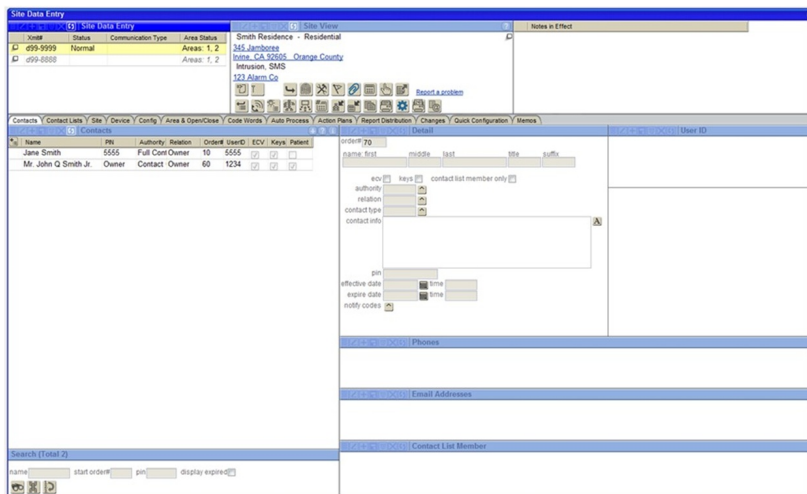 Site Data Entry
Site Data Entry
Xmit# Status Communication Type Area Status
d99-9999 Normal Areas: 1, 2
d99-8888 Areas: 1, 2
Site View
Smith Residence - Residential
345 Jamboree
Irvine, CA 92605 Orange County
Intrusion, SMS
123 Alarm Co
Report a problem
Notes in Effect
Contacts Contact Lists Site Device Config Area & Open/Close Code Words Auto Process Action Plans Report Distribution Changes Quick Configuration Memos
Contacts
Name PIN Authority Relation Order# UserID ECV Keys Patient
Jane Smith 5555 Full Cont Owner 10 5555
Mr. John Q Smith Jr. Owner Contact Owner 60 1234
Search (Total 2)
name start order# pin display expired
Detail
order# 70
name: first middle last title suffix
ecv keys contact list member only
authority
relation
contact type
contact info
A
pin
effective date time
expire date time
notify codes
User ID
Phones
Email Addresses
Contact List Member